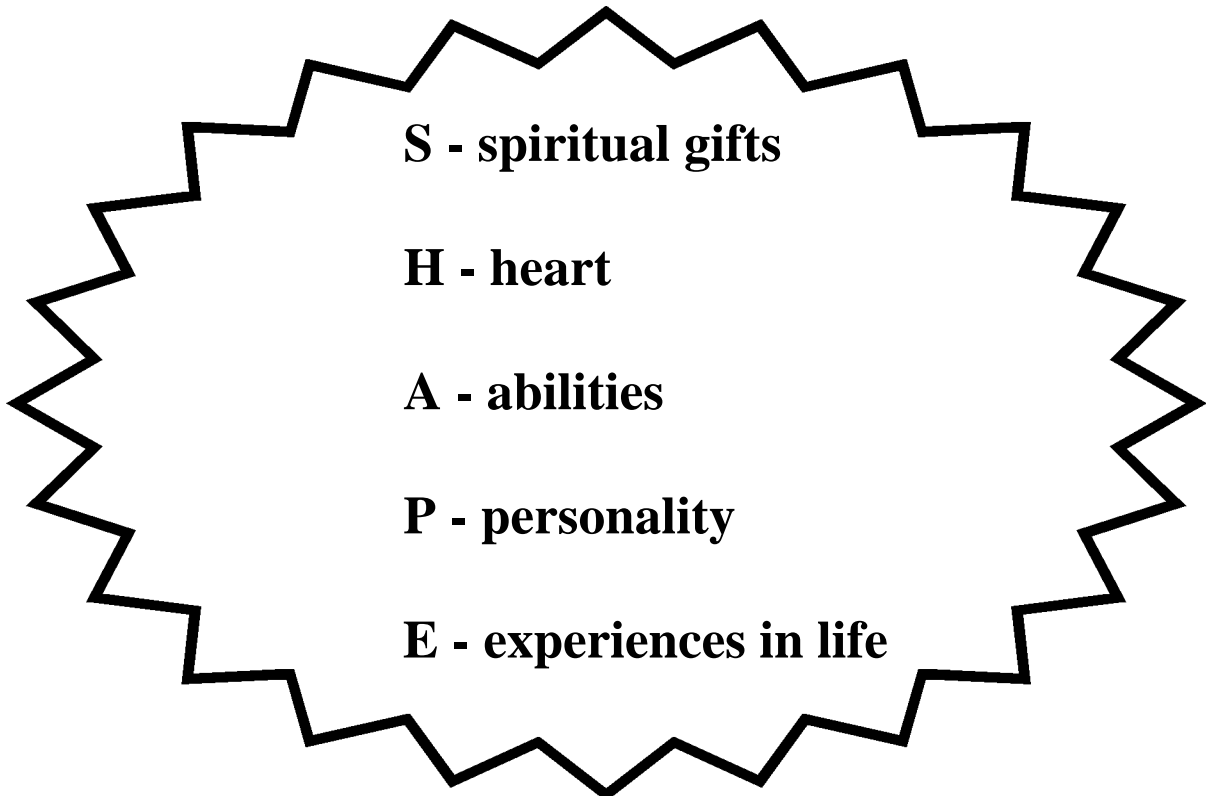 S - spiritual gifts
H - heart
A - abilities
P - personality
E - experiences in life